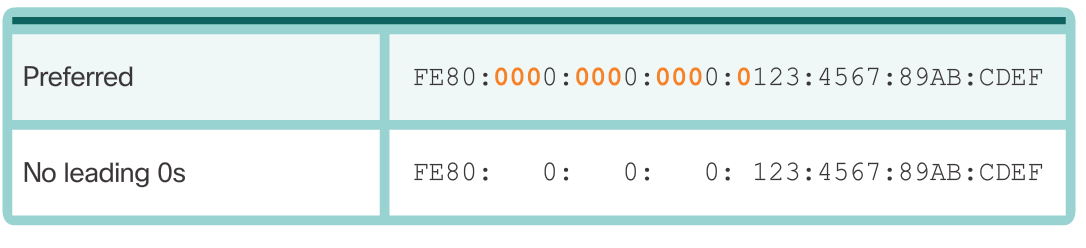 Preferred
FE80:0000:0000:0000:0123:4567:89AB:CDEF
No leading 0s
FE80:   0:   0:   0: 123:4567:89AB:CDEF